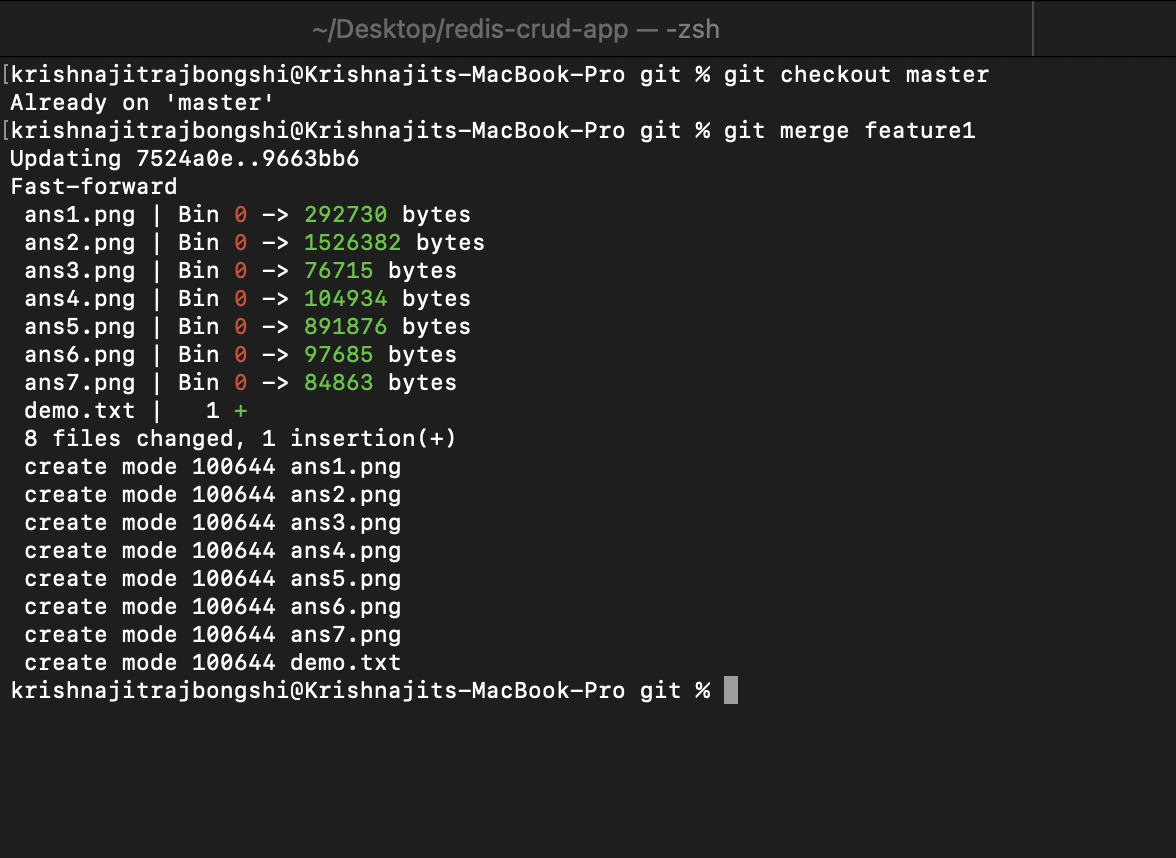 ~/Desktop/redis-crud-app — -zsh
[krishnajitrajbongshi@Krishnajits-MacBook-Pro git % git checkout master
Already on 'master'
[krishnajitrajbongshi@Krishnajits-MacBook-Pro git % git merge feature1
Updating 7524a0e..9663bb6
Fast-forward
 ans1.png | Bin 0 -> 292730 bytes
 ans2.png | Bin 0 -> 1526382 bytes
 ans3.png | Bin 0 -> 76715 bytes
 ans4.png | Bin 0 -> 104934 bytes
 ans5.png | Bin 0 -> 891876 bytes
 ans6.png | Bin 0 -> 97685 bytes
 ans7.png | Bin 0 -> 84863 bytes
 demo.txt |   1 +
 8 files changed, 1 insertion(+)
 create mode 100644 ans1.png
 create mode 100644 ans2.png
 create mode 100644 ans3.png
 create mode 100644 ans4.png
 create mode 100644 ans5.png
 create mode 100644 ans6.png
 create mode 100644 ans7.png
 create mode 100644 demo.txt
krishnajitrajbongshi@Krishnajits-MacBook-Pro git %